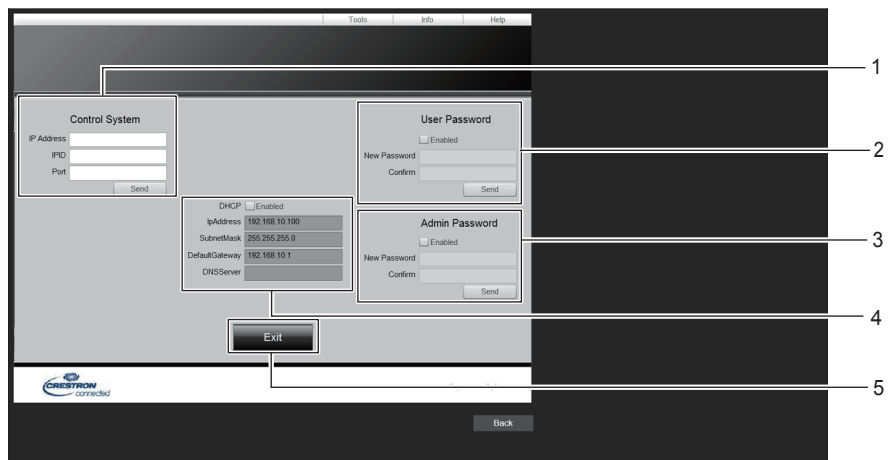 Tools Info Help
1
Control System
IP Address
IPID
Port
Send
User Password
Enabled
New Password
Confirm
Send
2
DHCP Enabled
IpAddress 192.168.10.100
SubnetMask 255.255.255.0
DefaultGateway 192.168.10.1
DNSServer
Admin Password
Enabled
New Password
Confirm
Send
3
4
Exit
5
CRESTRON
connected
Back